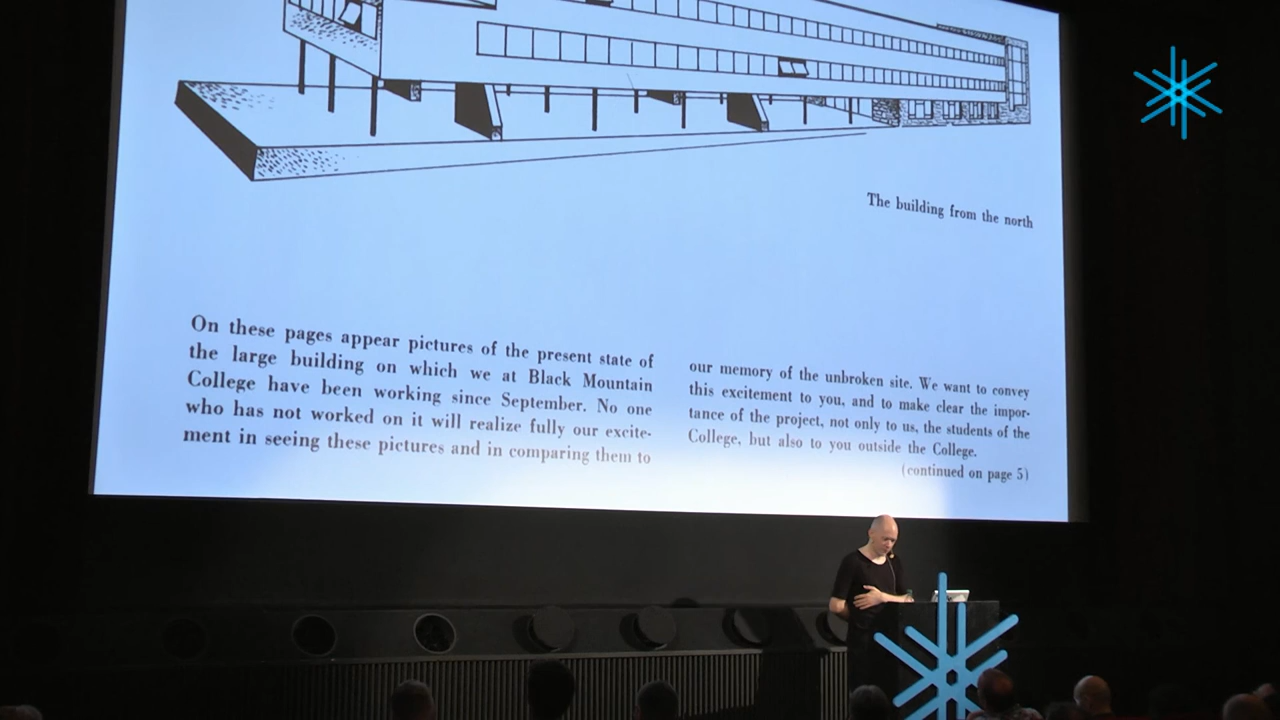 The building from the north
On these pages appear pictures of the present state of
the large building on which we at Black Mountain
College have been working since September. No one
who has not worked on it will realize fully our excite-
ment in seeing these pictures and in comparing them to
our memory of the unbroken site. We want to convey
this excitement to you, and to make clear the impor-
tance of the project, not only to us, the students of the
College, but also to you outside the College.
(continued on page 5)